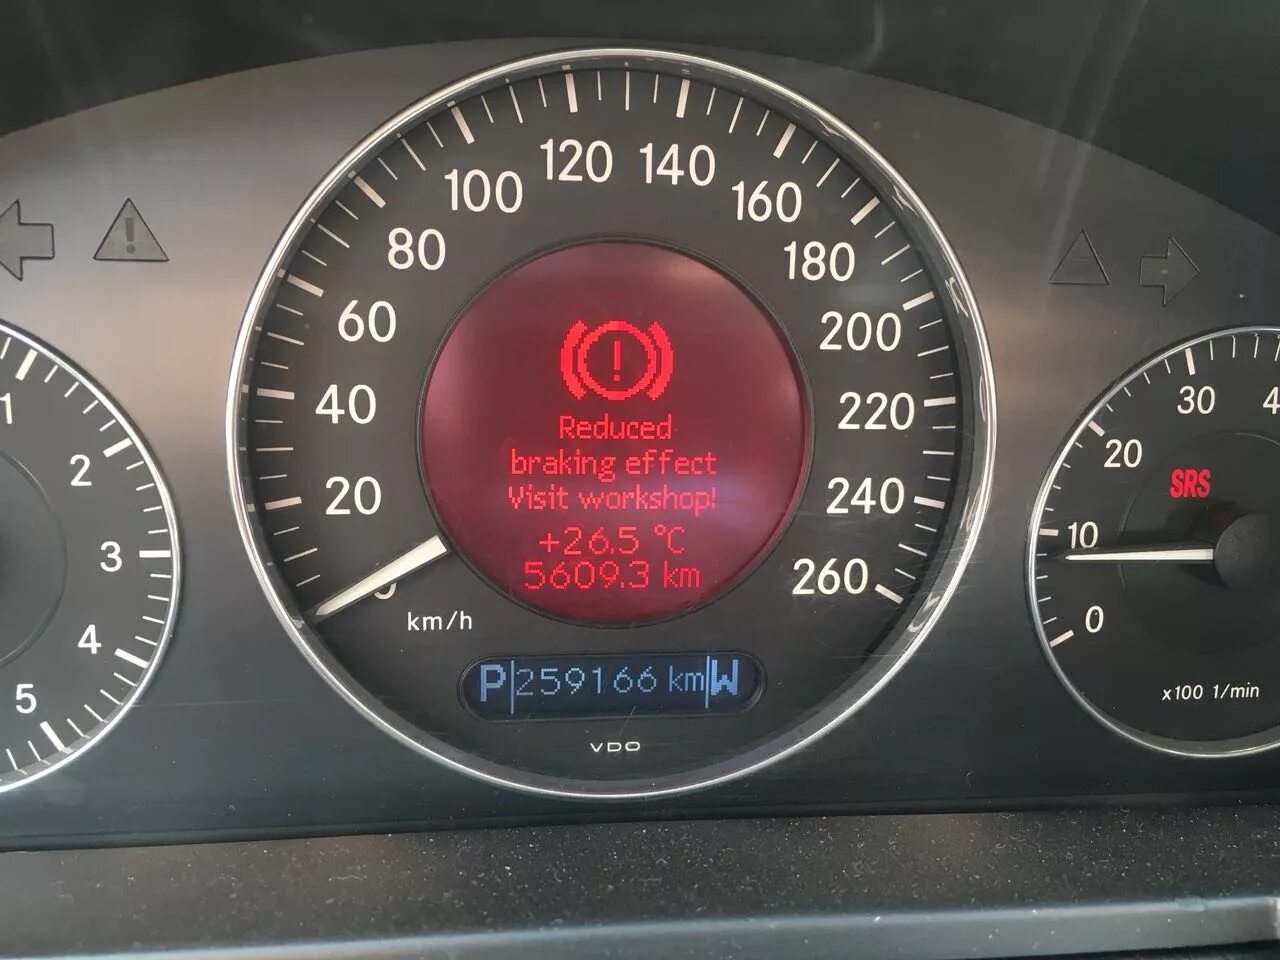 120 140
100 160
80 180
60 200
40 220
20 240
0 260
km/h
Reduced
braking effect
Visit workshop!
+26.5 °C
5609.3 km
P 259166 km W
VDO
1
2
3
4
5
30
20
SRS
10
0
x100 1/min